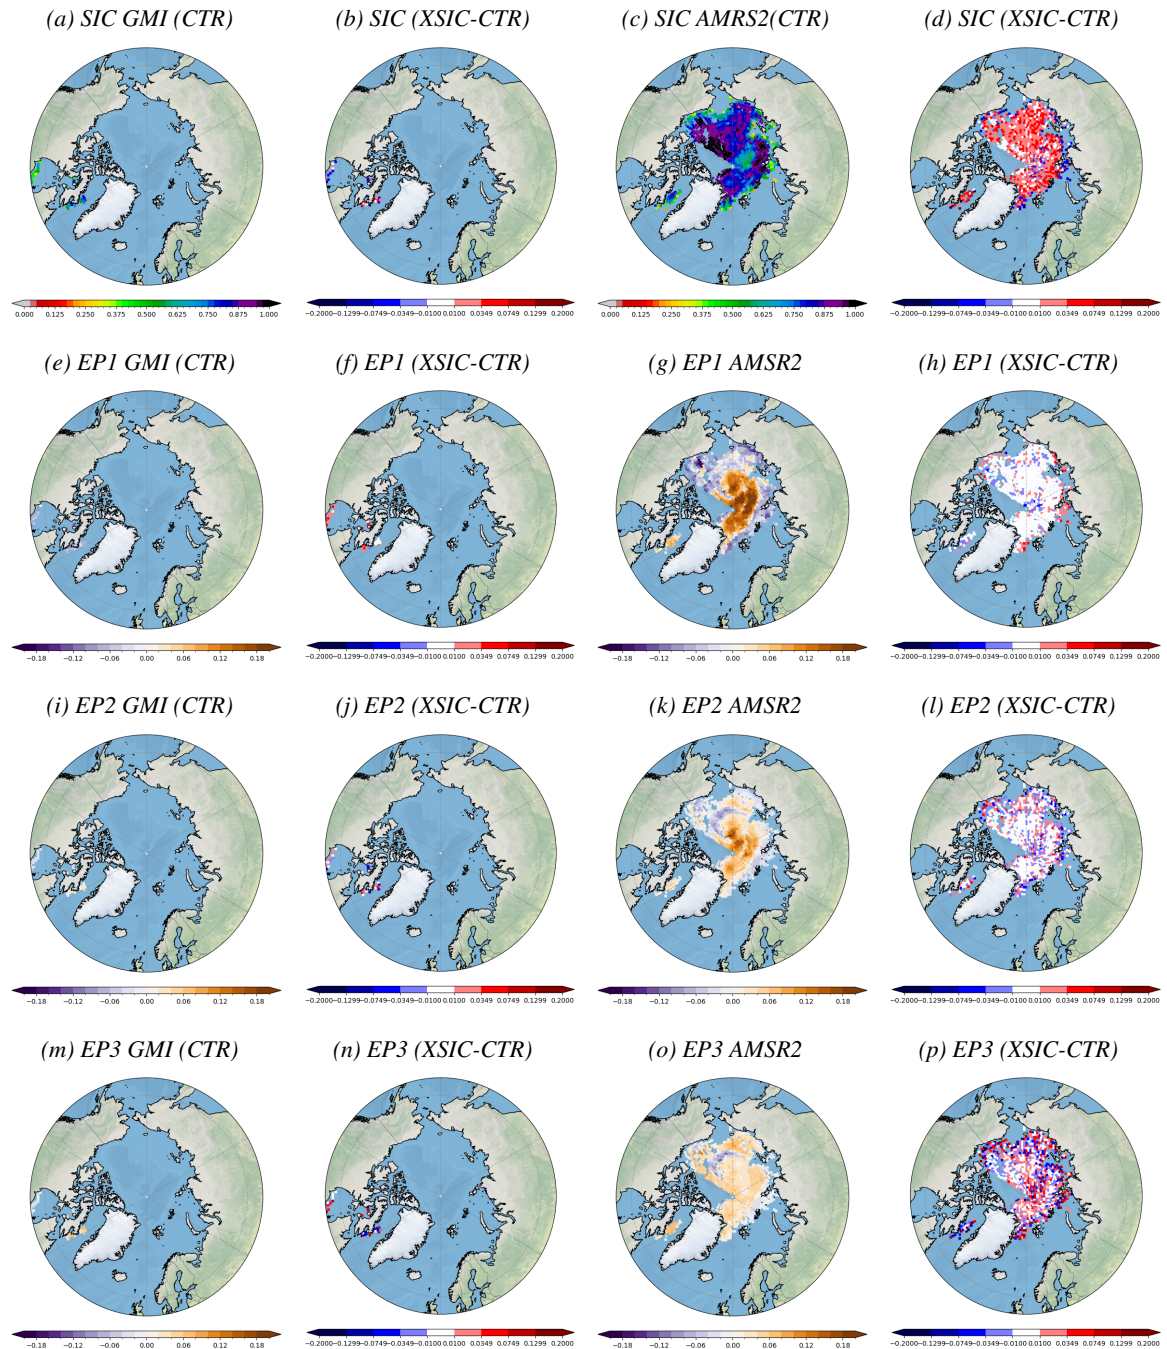 (a) SIC GMI (CTR) (b) SIC (XSIC-CTR) (c) SIC AMRS2(CTR) (d) SIC (XSIC-CTR)
0.000 0.125 0.250 0.375 0.500 0.625 0.750 0.875 1.000 −0.2000−0.1299−0.0749−0.0349−0.0100 0.0100 0.0349 0.0749 0.1299 0.2000 0.000 0.125 0.250 0.375 0.500 0.625 0.750 0.875 1.000 −0.2000−0.1299−0.0749−0.0349−0.0100 0.0100 0.0349 0.0749 0.1299 0.2000
(e) EP1 GMI (CTR) (f) EP1 (XSIC-CTR) (g) EP1 AMSR2 (h) EP1 (XSIC-CTR)
−0.18 −0.12 −0.06 0.00 0.06 0.12 0.18 −0.2000−0.1299−0.0749−0.0349−0.0100 0.0100 0.0349 0.0749 0.1299 0.2000 −0.18 −0.12 −0.06 0.00 0.06 0.12 0.18 −0.2000−0.1299−0.0749−0.0349−0.0100 0.0100 0.0349 0.0749 0.1299 0.2000
(i) EP2 GMI (CTR) (j) EP2 (XSIC-CTR) (k) EP2 AMSR2 (l) EP2 (XSIC-CTR)
−0.18 −0.12 −0.06 0.00 0.06 0.12 0.18 −0.2000−0.1299−0.0749−0.0349−0.0100 0.0100 0.0349 0.0749 0.1299 0.2000 −0.18 −0.12 −0.06 0.00 0.06 0.12 0.18 −0.2000−0.1299−0.0749−0.0349−0.0100 0.0100 0.0349 0.0749 0.1299 0.2000
(m) EP3 GMI (CTR) (n) EP3 (XSIC-CTR) (o) EP3 AMSR2 (p) EP3 (XSIC-CTR)
−0.18 −0.12 −0.06 0.00 0.06 0.12 0.18 −0.2000−0.1299−0.0749−0.0349−0.0100 0.0100 0.0349 0.0749 0.1299 0.2000 −0.18 −0.12 −0.06 0.00 0.06 0.12 0.18 −0.2000−0.1299−0.0749−0.0349−0.0100 0.0100 0.0349 0.0749 0.1299 0.2000